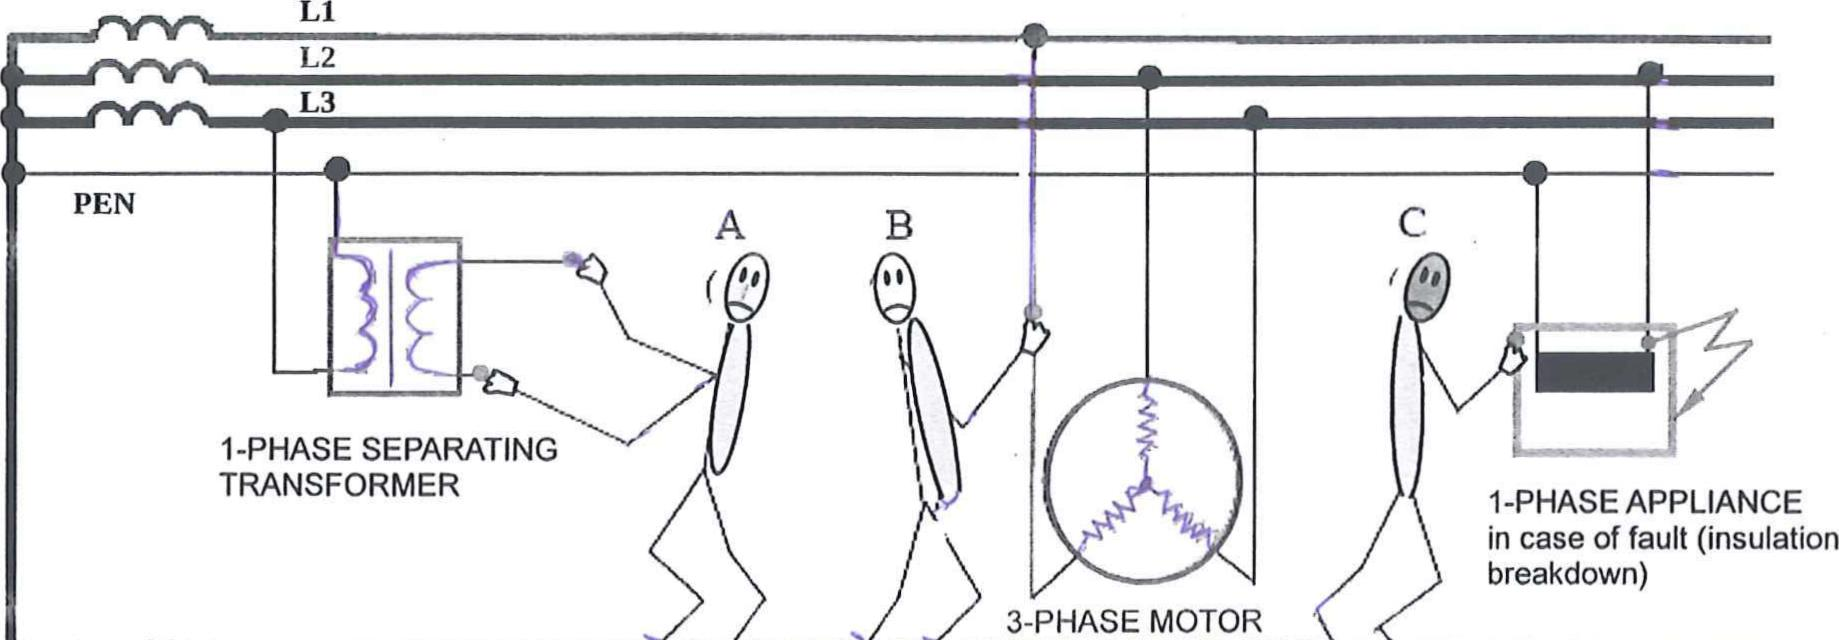 L1
L2
L3
PEN
A
B
C
1-PHASE SEPARATING
TRANSFORMER
3-PHASE MOTOR
1-PHASE APPLIANCE
in case of fault (insulation
breakdown)